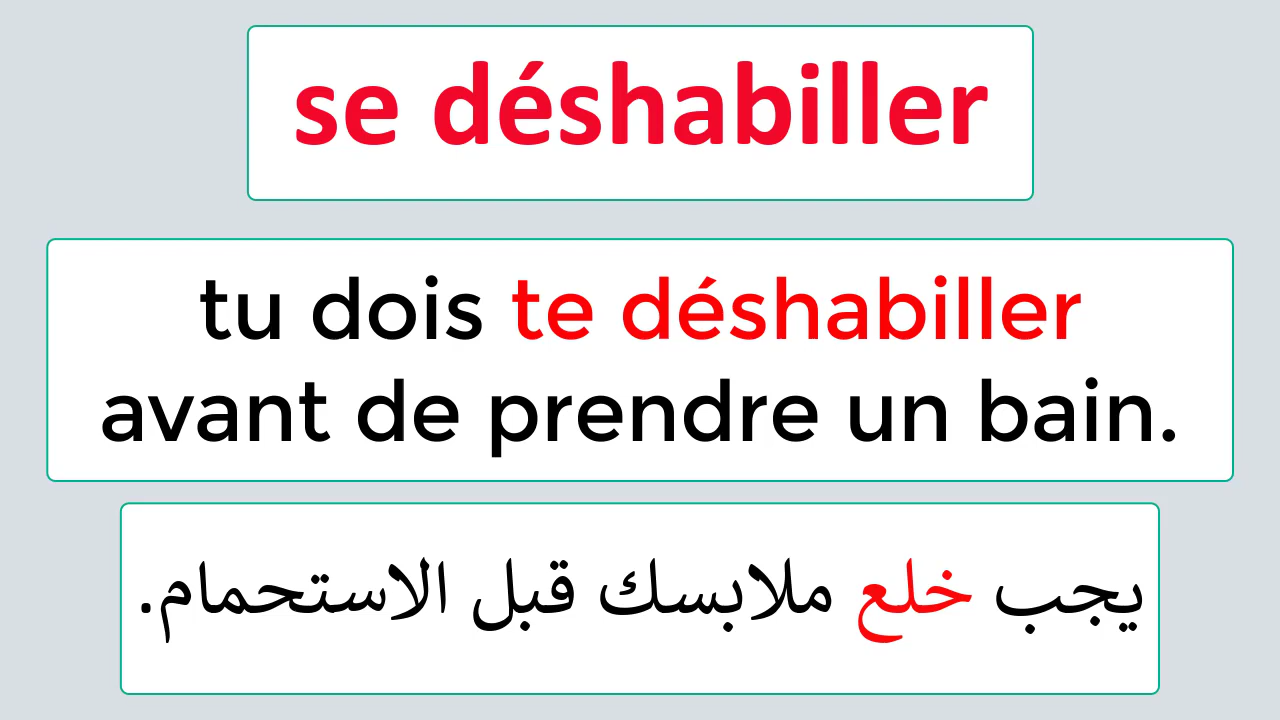 se déshabiller
tu dois te déshabiller
avant de prendre un bain.
يجب خلع ملابسك قبل الاستحمام.